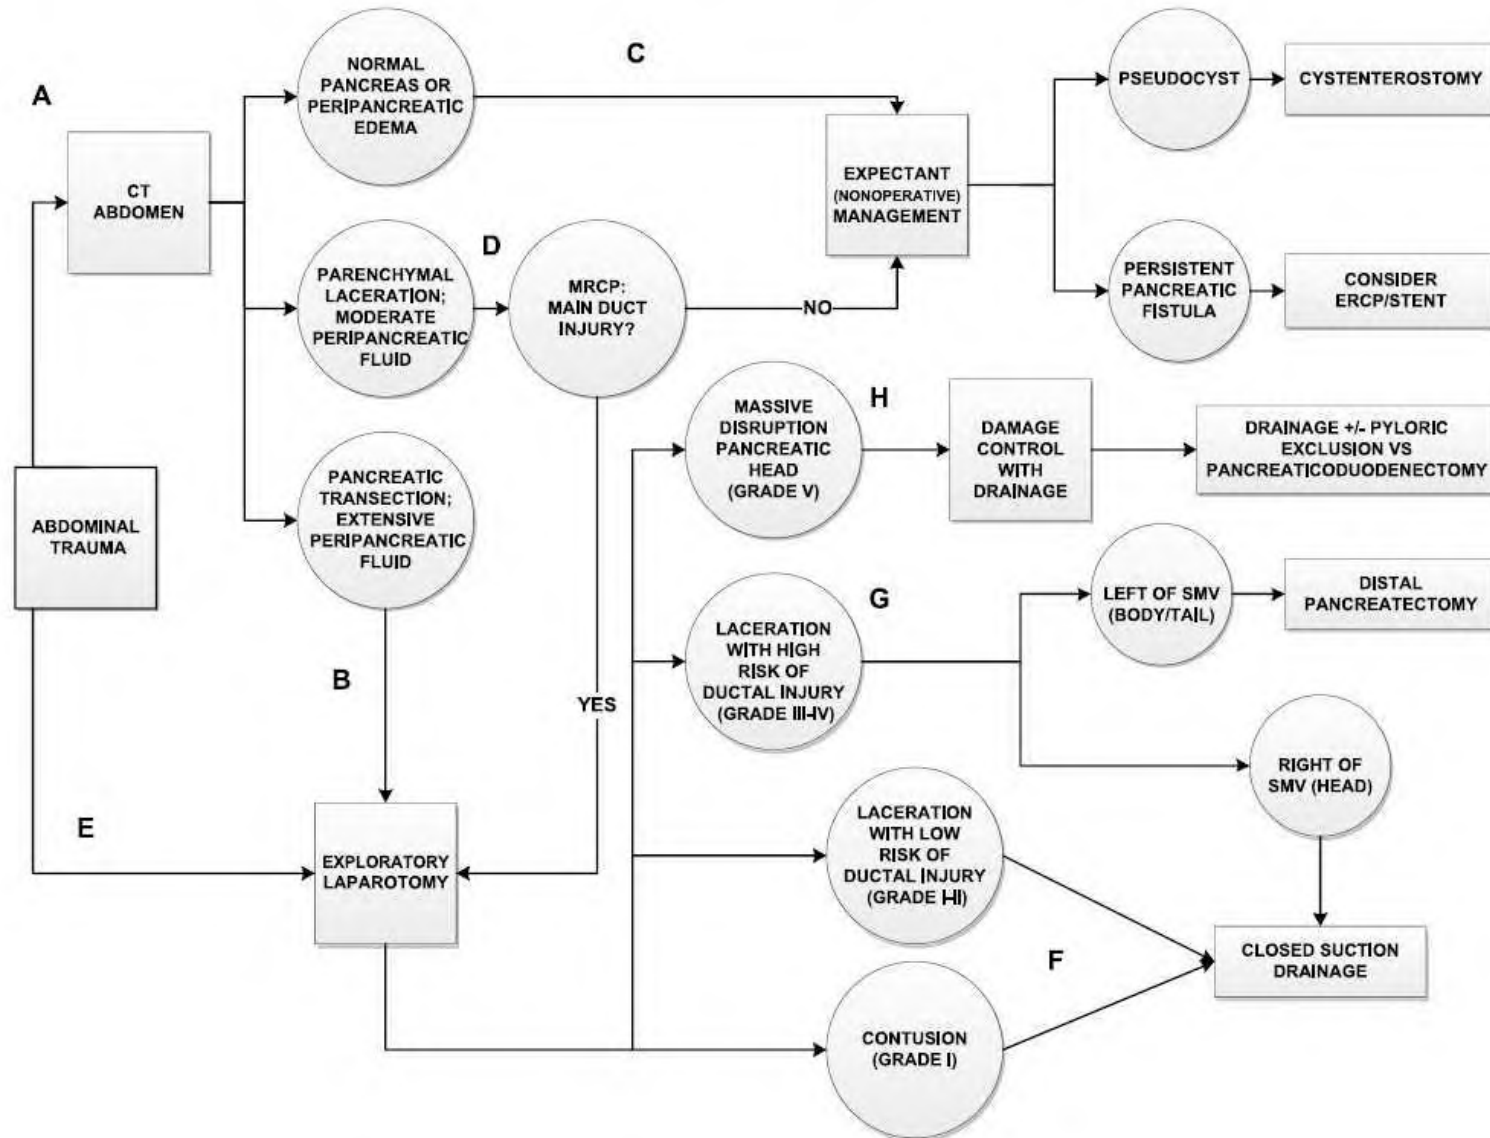 A
CT
ABDOMEN
ABDOMINAL
TRAUMA
E
NORMAL
PANCREAS OR
PERIPANCREATIC
EDEMA
C
PARENCHYMAL
LACERATION;
MODERATE
PERIPANCREATIC
FLUID
D
MRCP:
MAIN DUCT
INJURY?
NO
YES
PANCREATIC
TRANSECTION;
EXTENSIVE
PERIPANCREATIC
FLUID
B
EXPLORATORY
LAPAROTOMY
EXPECTANT
(NONOPERATIVE)
MANAGEMENT
PSEUDOCYST
CYSTENTEROSTOMY
PERSISTENT
PANCREATIC
FISTULA
CONSIDER
ERCP/STENT
MASSIVE
DISRUPTION
PANCREATIC
HEAD
(GRADE V)
H
DAMAGE
CONTROL
WITH
DRAINAGE
DRAINAGE +/- PYLORIC
EXCLUSION VS
PANCREATICODUODENECTOMY
LACERATION
WITH HIGH
RISK OF
DUCTAL INJURY
(GRADE III-IV)
G
LEFT OF SMV
(BODY/TAIL)
DISTAL
PANCREATECTOMY
RIGHT OF
SMV (HEAD)
LACERATION
WITH LOW
RISK OF
DUCTAL INJURY
(GRADE I-II)
F
CONTUSION
(GRADE I)
CLOSED SUCTION
DRAINAGE